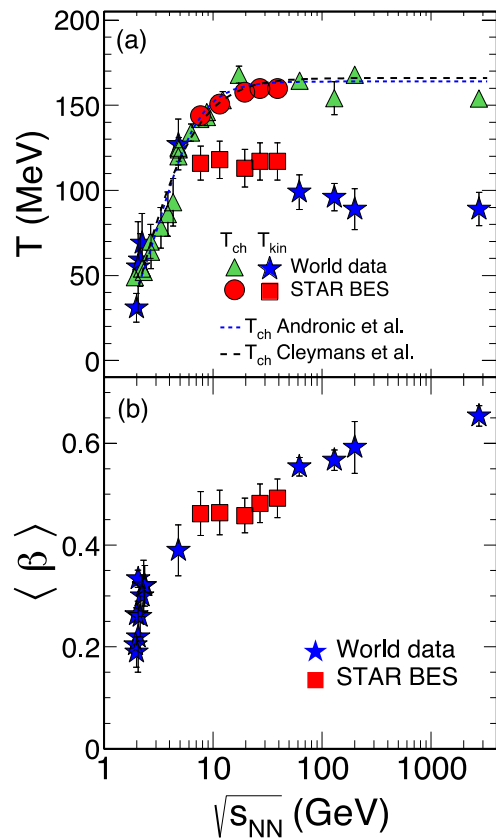 200
(a)
150
100
50
0
T (MeV)
T_ch T_kin
World data
STAR BES
T_ch Andronic et al.
T_ch Cleymans et al.
(b)
0.6
0.4
0.2
0
⟨ β ⟩
World data
STAR BES
1 10 100 1000
√s_NN (GeV)